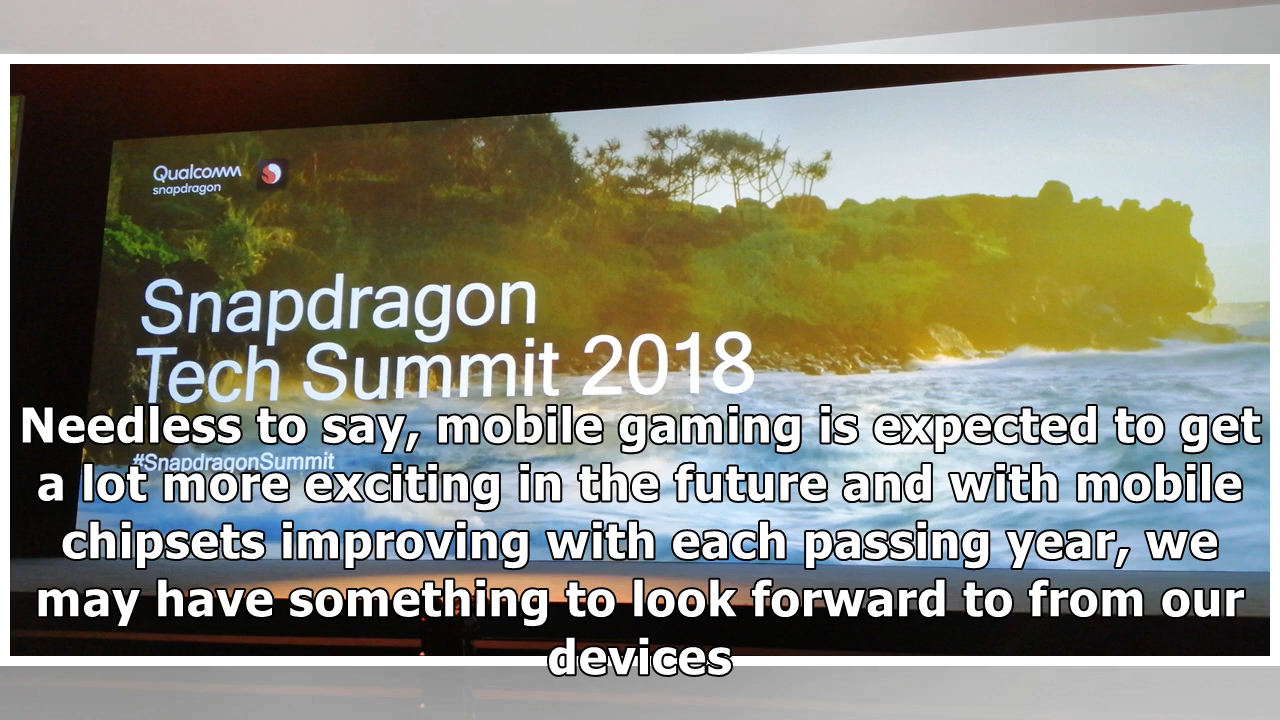 Qualcomm
snapdragon
Snapdragon
Tech Summit 2018
#SnapdragonSummit
Needless to say, mobile gaming is expected to get
a lot more exciting in the future and with mobile
chipsets improving with each passing year, we
may have something to look forward to from our
devices